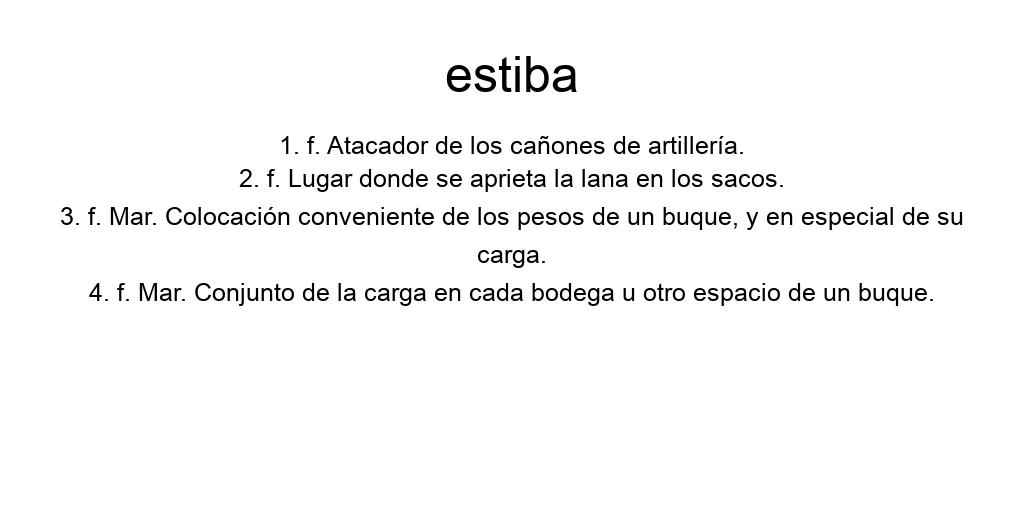 estiba
1. f. Atacador de los cañones de artillería.
2. f. Lugar donde se aprieta la lana en los sacos.
3. f. Mar. Colocación conveniente de los pesos de un buque, y en especial de su
carga.
4. f. Mar. Conjunto de la carga en cada bodega u otro espacio de un buque.